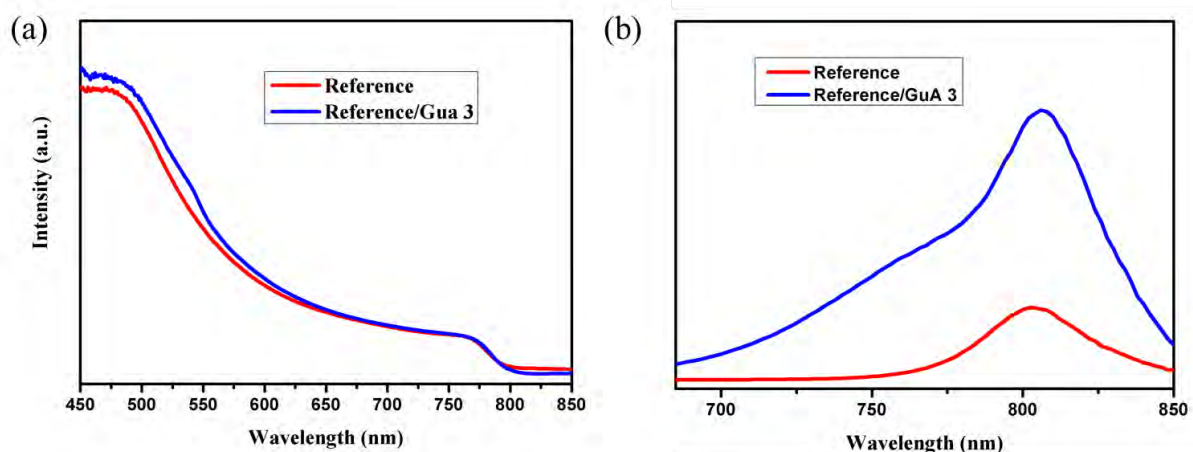 (a)
Intensity (a.u.)
Reference
Reference/Gua 3
450 500 550 600 650 700 750 800 850
Wavelength (nm)
(b)
Reference
Reference/GuA 3
700 750 800 850
Wavelength (nm)